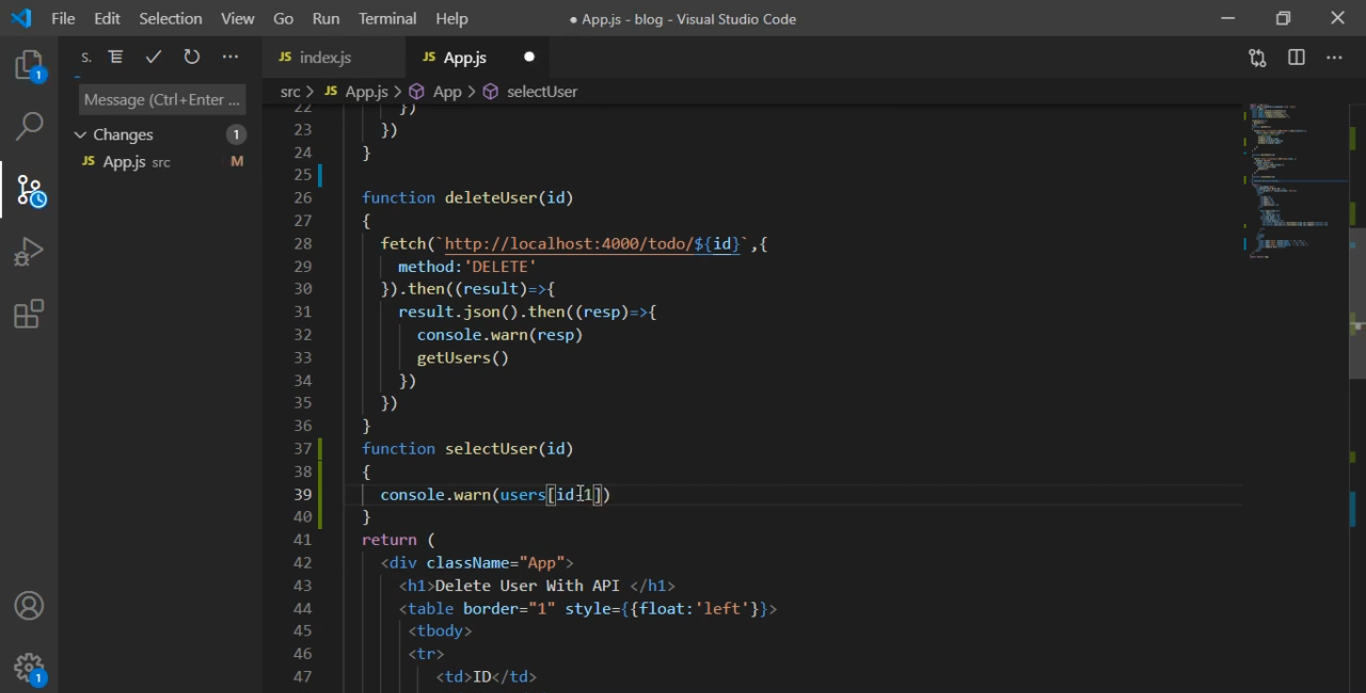 File Edit Selection View Go Run Terminal Help
● App.js - blog - Visual Studio Code
S.
JS index.js
JS App.js
src > JS App.js > App > selectUser
Message (Ctrl+Enter ...
Changes 1
JS App.js src M
1
1
22 })
23 })
24 }
25
26 function deleteUser(id)
27 {
28 fetch(`http://localhost:4000/todo/${id}`,{
29 method:'DELETE'
30 }).then((result)=>{
31 result.json().then((resp)=>{
32 console.warn(resp)
33 getUsers()
34 })
35 })
36 }
37 function selectUser(id)
38 {
39 console.warn(users[id-1])
40 }
41 return (
42 <div className="App">
43 <h1>Delete User With API </h1>
44 <table border="1" style={{float:'left'}}>
45 <tbody>
46 <tr>
47 <td>ID</td>